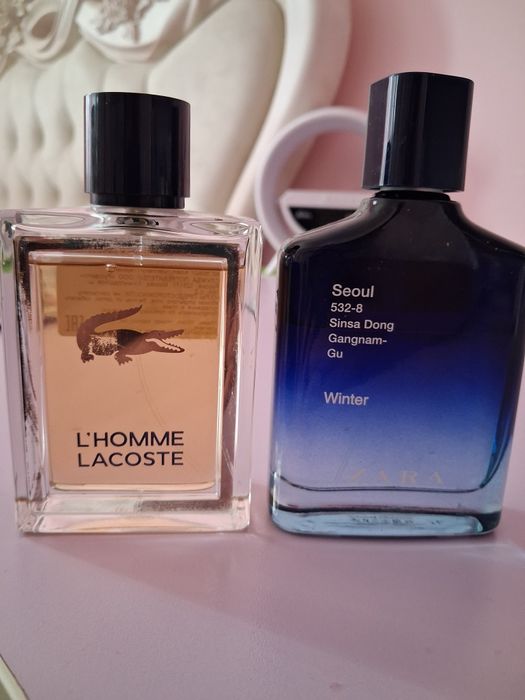 L'HOMME
LACOSTE
Seoul
532-8
Sinsa Dong
Gangnam-
Gu
Winter
ZARA